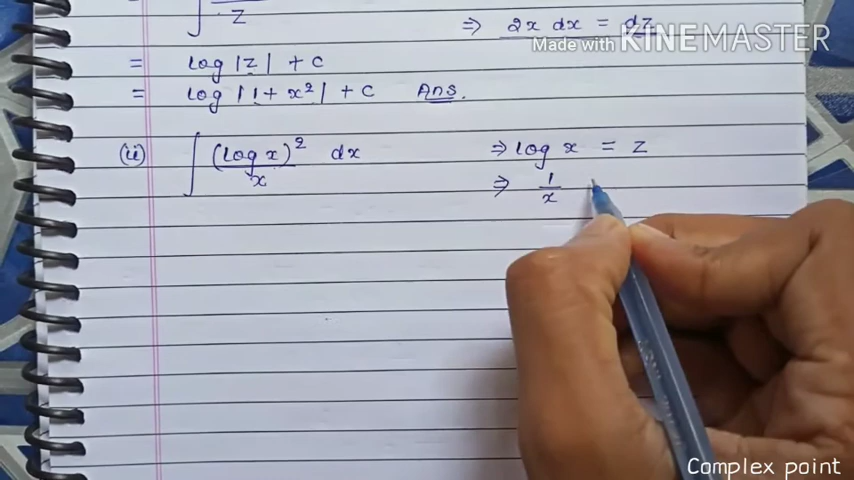 ∫ z
⇒ 2x dx = dz
Made with KINEMASTER
= log |z| + c
= log |1 + x²| + c Ans.
(ii) ∫ (log x)² / x dx ⇒ log x = z
⇒ 1/x
Complex point